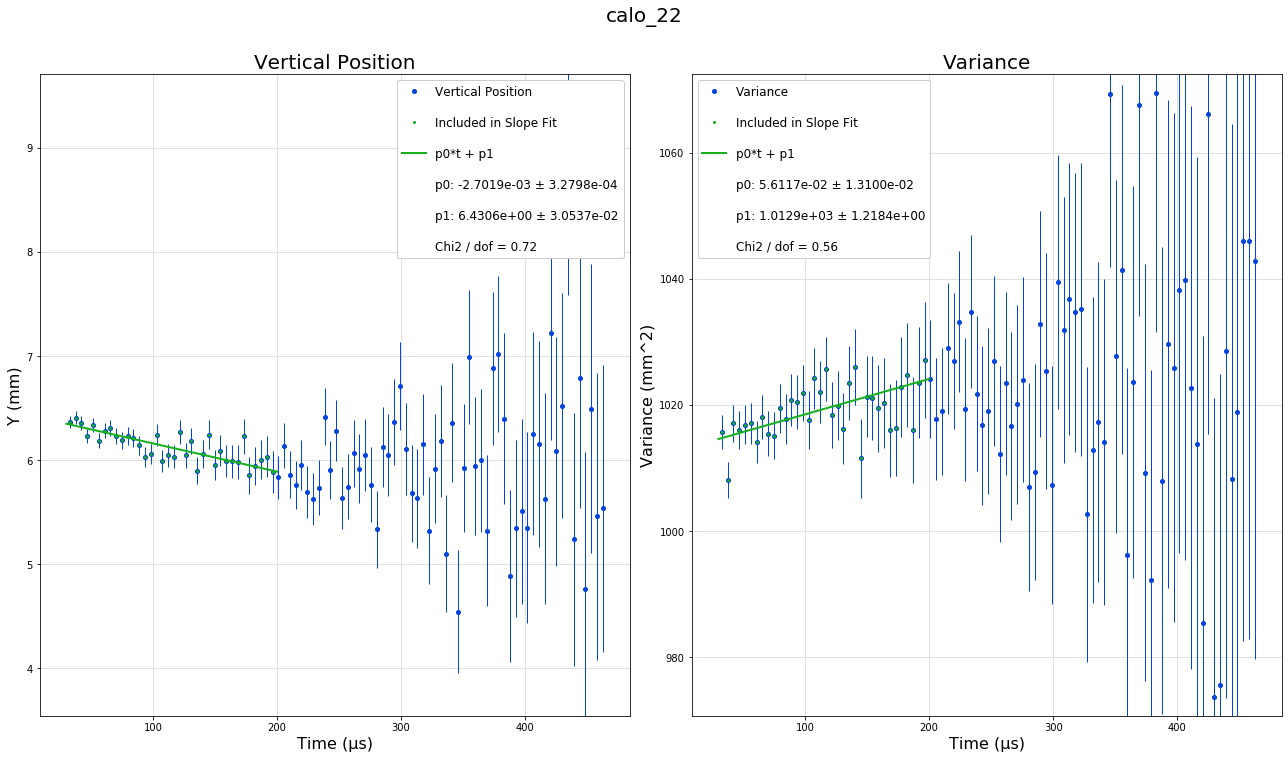 calo_22
Vertical Position
Vertical Position
Included in Slope Fit
p0*t + p1
p0: -2.7019e-03 ± 3.2798e-04
p1: 6.4306e+00 ± 3.0537e-02
Chi2 / dof = 0.72
9
8
7
6
5
4
Y (mm)
100
200
300
400
Time (µs)
Variance
Variance
Included in Slope Fit
p0*t + p1
p0: 5.6117e-02 ± 1.3100e-02
p1: 1.0129e+03 ± 1.2184e+00
Chi2 / dof = 0.56
1060
1040
1020
1000
980
Variance (mm^2)
100
200
300
400
Time (µs)